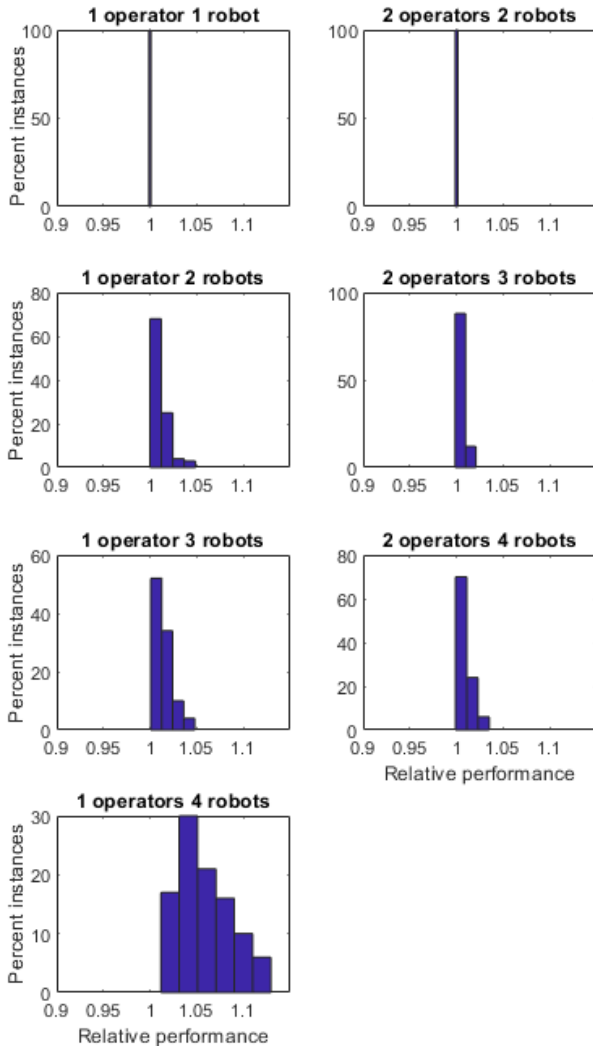 1 operator 1 robot
Percent instances
100
50
0
0.9 0.95 1 1.05 1.1
2 operators 2 robots
100
50
0
0.9 0.95 1 1.05 1.1
1 operator 2 robots
Percent instances
80
60
40
20
0
0.9 0.95 1 1.05 1.1
2 operators 3 robots
100
50
0
0.9 0.95 1 1.05 1.1
1 operator 3 robots
Percent instances
60
40
20
0
0.9 0.95 1 1.05 1.1
2 operators 4 robots
80
60
40
20
0
0.9 0.95 1 1.05 1.1
Relative performance
1 operators 4 robots
Percent instances
30
20
10
0
0.9 0.95 1 1.05 1.1
Relative performance